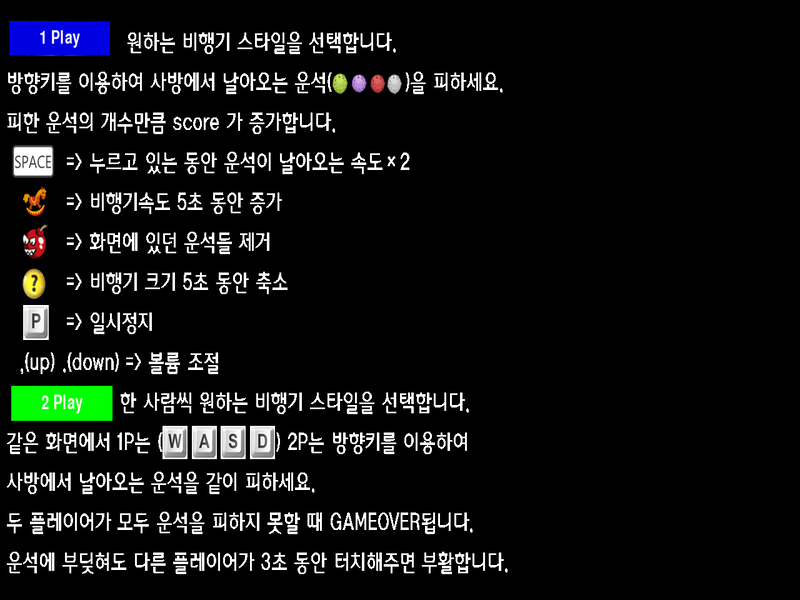 1 Play 원하는 비행기 스타일을 선택합니다.
방향키를 이용하여 사방에서 날아오는 운석( )을 피하세요.
피한 운석의 개수만큼 score 가 증가합니다.
SPACE => 누르고 있는 동안 운석이 날아오는 속도×2
=> 비행기속도 5초 동안 증가
=> 화면에 있던 운석들 제거
? => 비행기 크기 5초 동안 축소
P => 일시정지
,(up) .(down) => 볼륨 조절
2 Play 한 사람씩 원하는 비행기 스타일을 선택합니다.
같은 화면에서 1P는 (W A S D) 2P는 방향키를 이용하여
사방에서 날아오는 운석을 같이 피하세요.
두 플레이어가 모두 운석을 피하지 못할 때 GAMEOVER됩니다.
운석에 부딪혀도 다른 플레이어가 3초 동안 터치해주면 부활합니다.